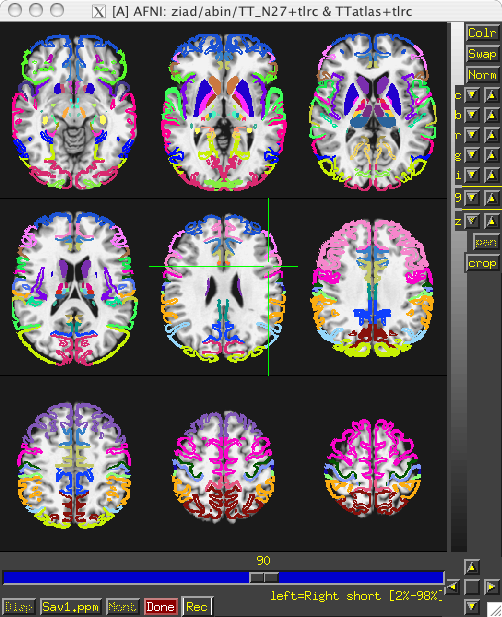 [A] AFNI: ziad/abin/TT_N27+tlrc & TTatlas+tlrc
Colr
Swap
Norm
c
b
r
g
i
9
z
pan
crop
90
left=Right short [2%-98%]
Disp Sav1.ppm Mont Done Rec